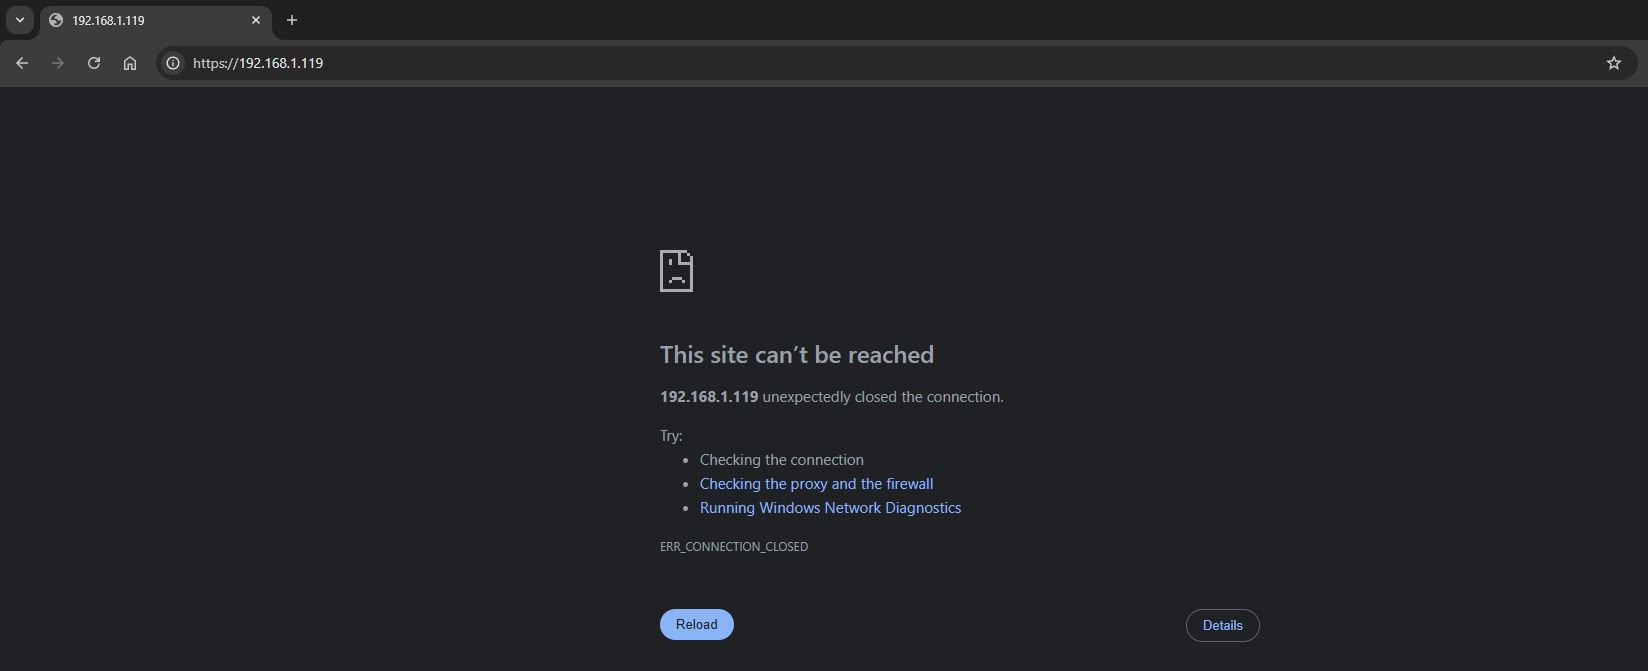 192.168.1.119
https://192.168.1.119
This site can’t be reached
192.168.1.119 unexpectedly closed the connection.
Try:
Checking the connection
Checking the proxy and the firewall
Running Windows Network Diagnostics
ERR_CONNECTION_CLOSED
Reload
Details